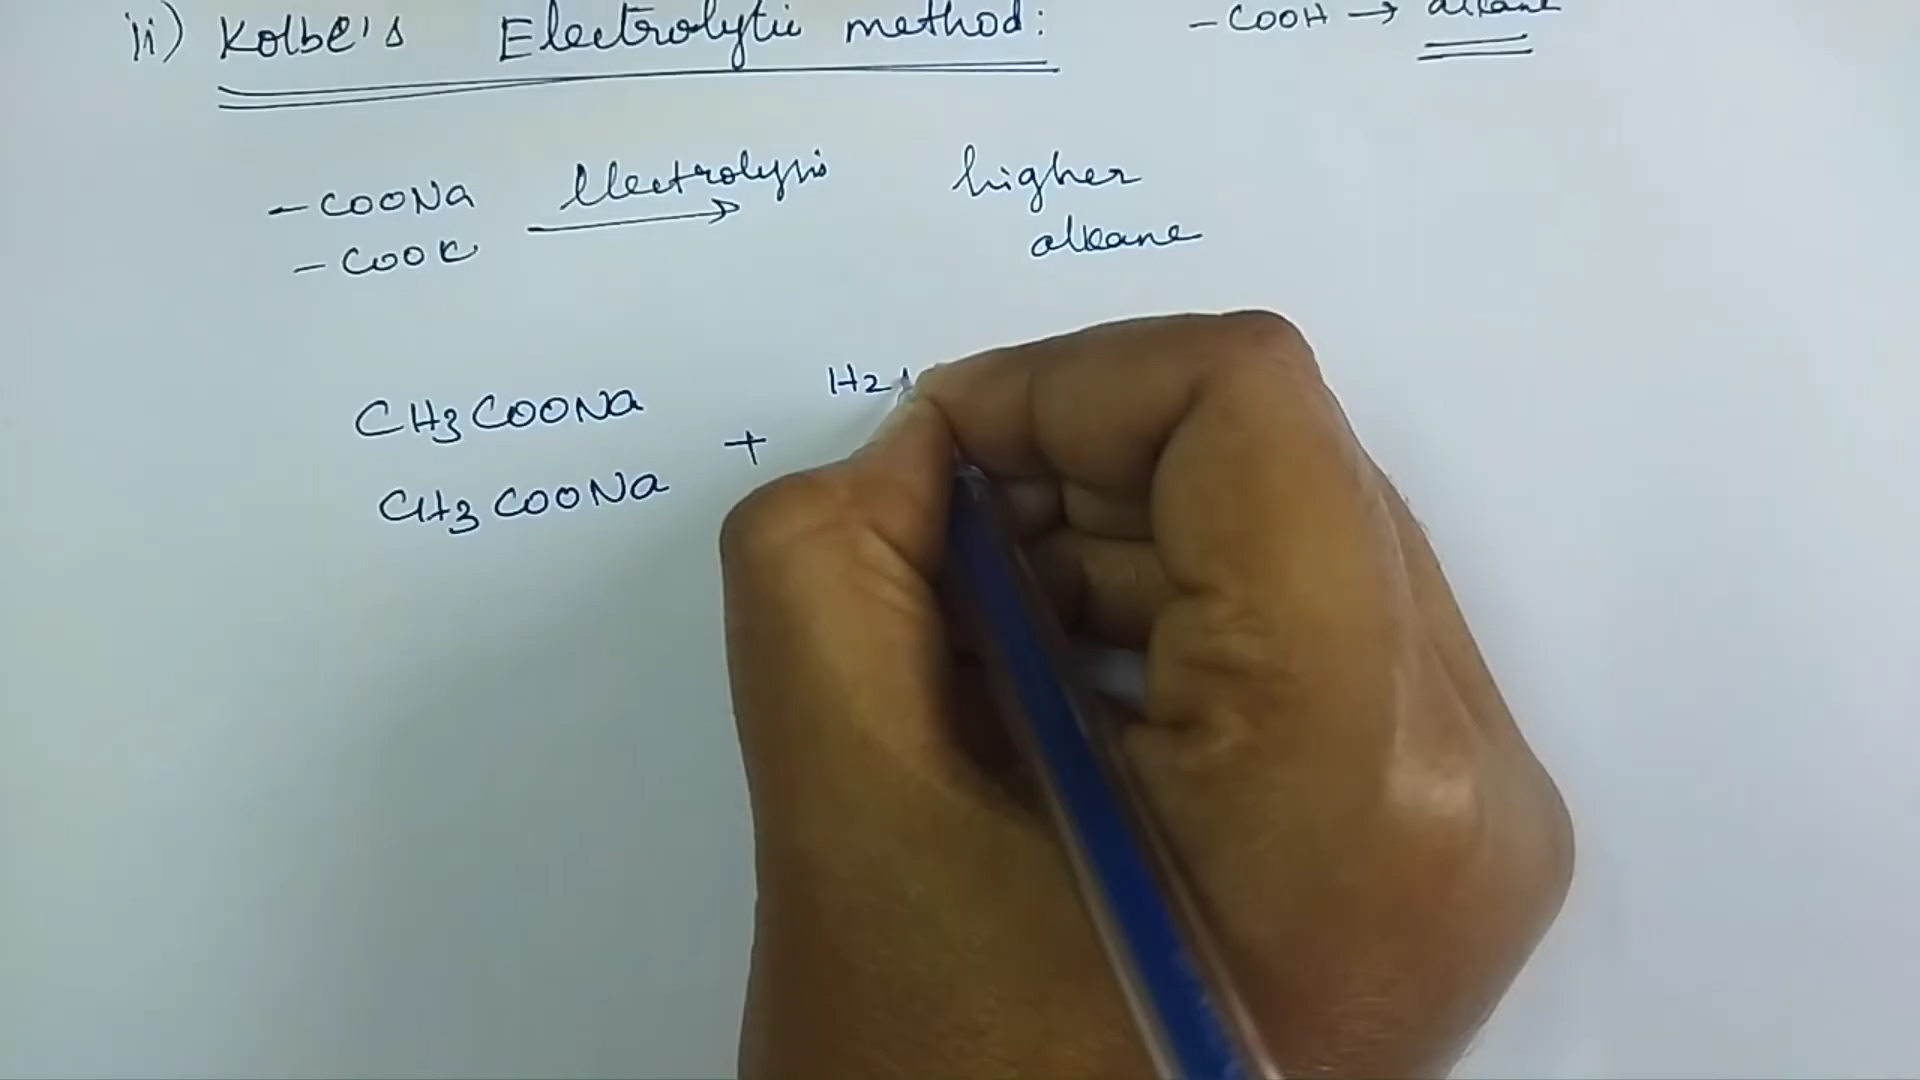 ii) Kolbe's Electrolytic method:
-COOH → alkane
-COONa
-COOK
Electrolysis →
higher
alkane
CH3COONa
CH3COONa
+
H2